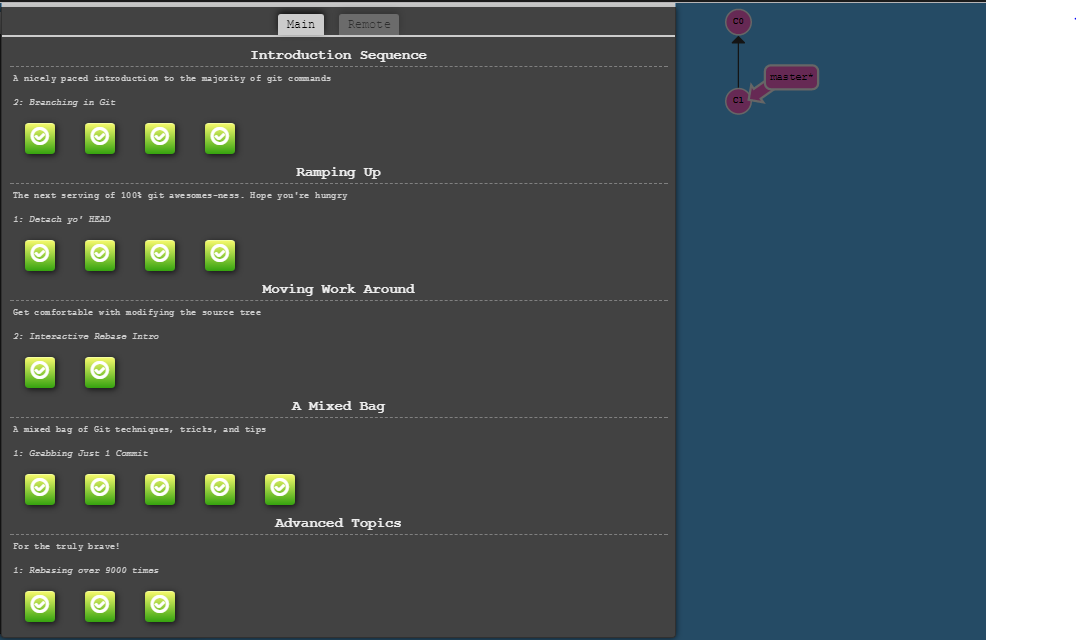 Main Remote
Introduction Sequence
A nicely paced introduction to the majority of git commands
2: Branching in Git
Ramping Up
The next serving of 100% git awesomes-ness. Hope you're hungry
1: Detach yo' HEAD
Moving Work Around
Get comfortable with modifying the source tree
2: Interactive Rebase Intro
A Mixed Bag
A mixed bag of Git techniques, tricks, and tips
1: Grabbing Just 1 Commit
Advanced Topics
For the truly brave!
1: Rebasing over 9000 times
C0
master*
C1